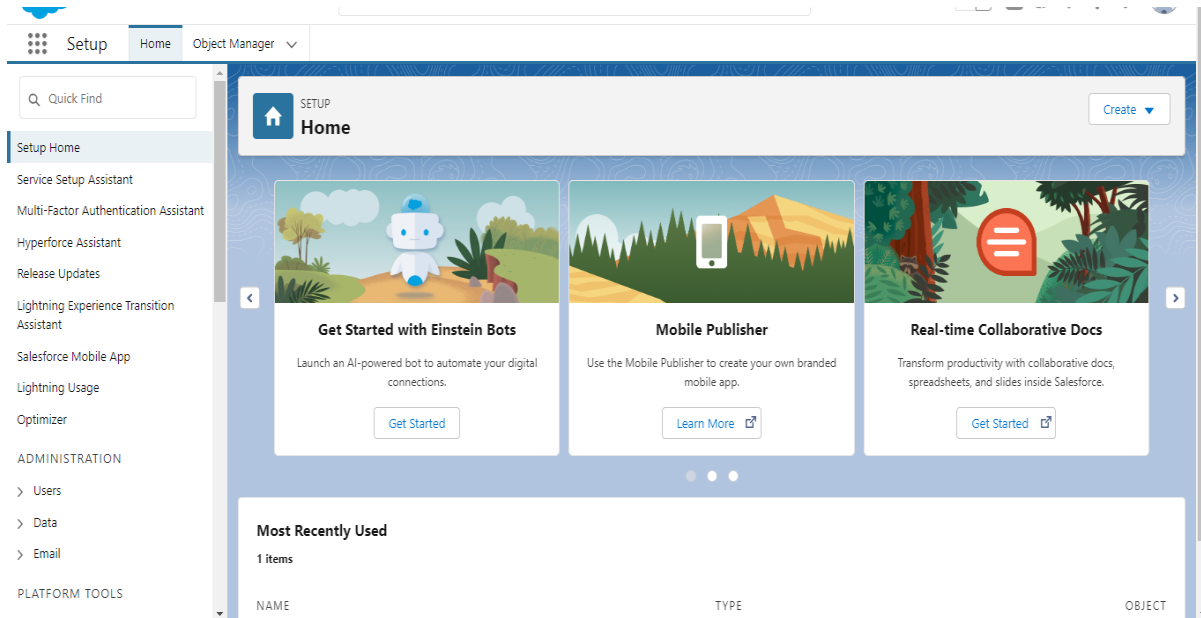 Setup
Home
Object Manager
Quick Find
Setup Home
Service Setup Assistant
Multi-Factor Authentication Assistant
Hyperforce Assistant
Release Updates
Lightning Experience Transition
Assistant
Salesforce Mobile App
Lightning Usage
Optimizer
ADMINISTRATION
Users
Data
Email
PLATFORM TOOLS
SETUP
Home
Create
Get Started with Einstein Bots
Launch an AI-powered bot to automate your digital
connections.
Get Started
Mobile Publisher
Use the Mobile Publisher to create your own branded
mobile app.
Learn More
Real-time Collaborative Docs
Transform productivity with collaborative docs,
spreadsheets, and slides inside Salesforce.
Get Started
Most Recently Used
1 items
NAME TYPE OBJECT